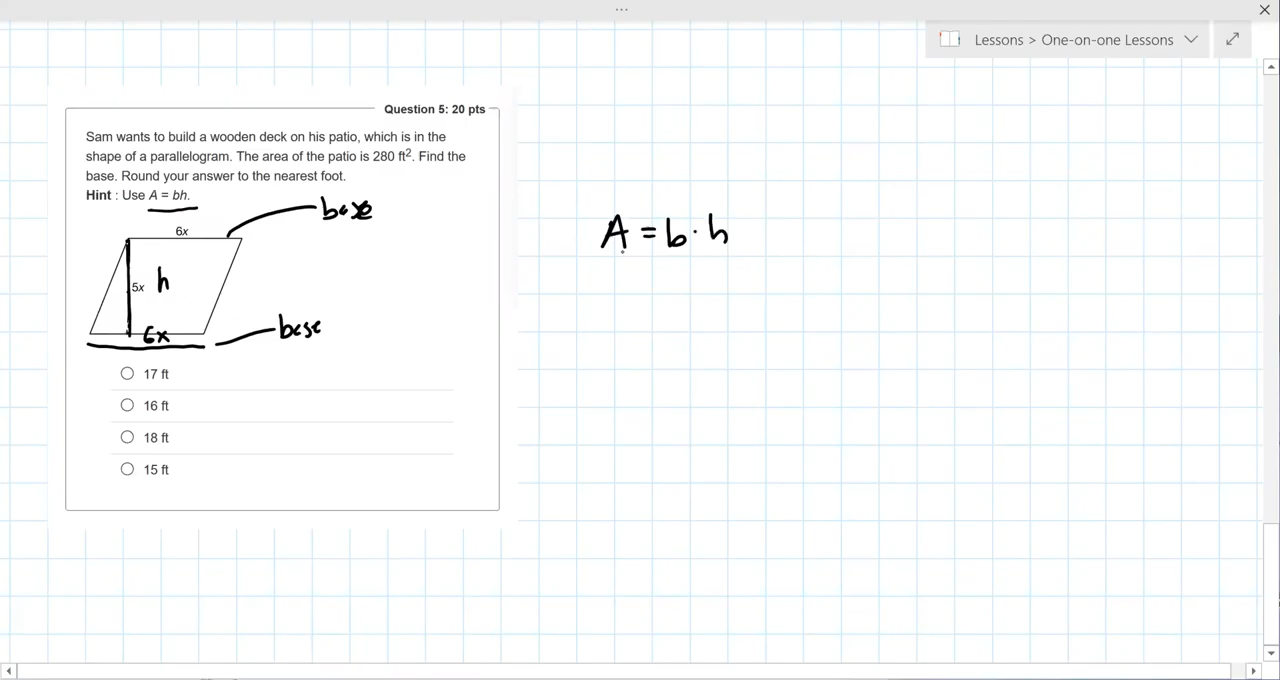 Lessons > One-on-one Lessons
Question 5: 20 pts
Sam wants to build a wooden deck on his patio, which is in the
shape of a parallelogram. The area of the patio is 280 ft². Find the
base. Round your answer to the nearest foot.
Hint : Use A = bh.
base
6x
A = b · h
5x
h
6x
base
17 ft
16 ft
18 ft
15 ft